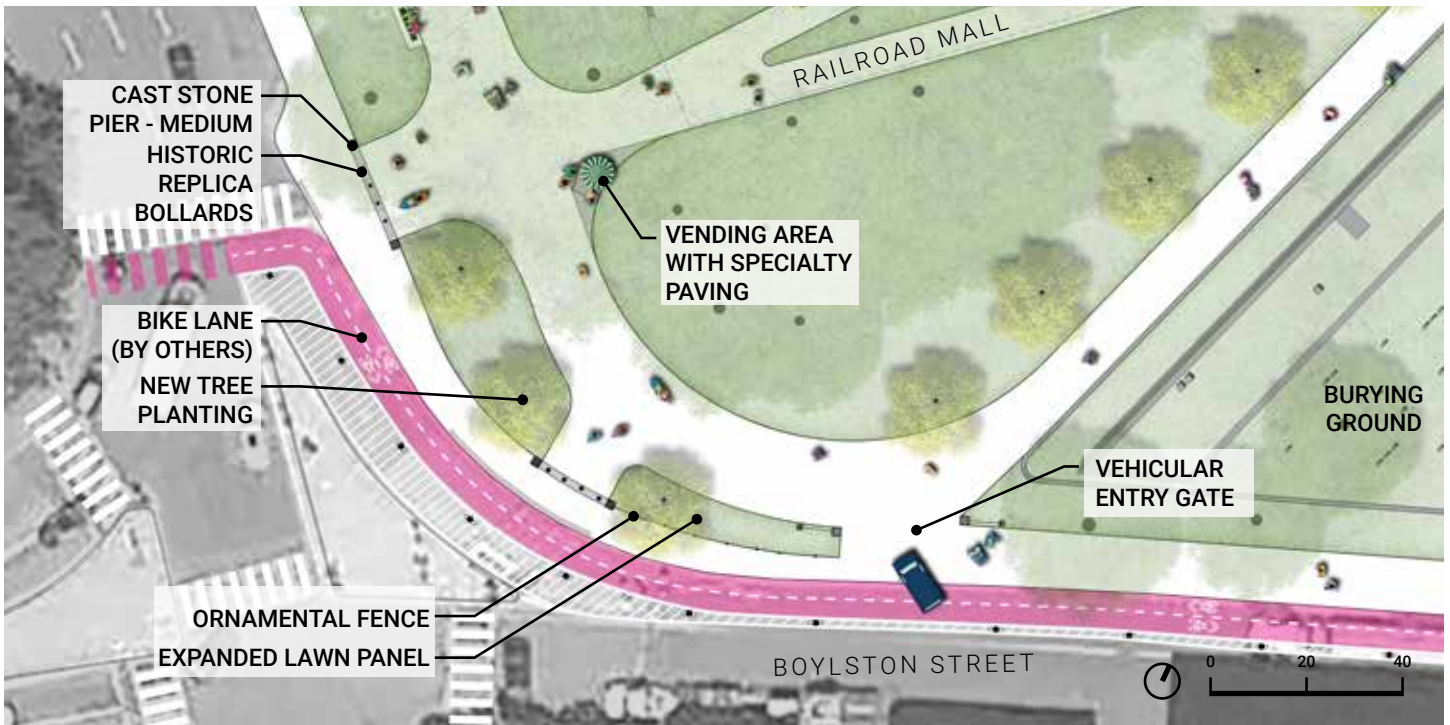 RAILROAD MALL
CAST STONE
PIER - MEDIUM
HISTORIC
REPLICA
BOLLARDS
VENDING AREA
WITH SPECIALTY
PAVING
BIKE LANE
(BY OTHERS)
NEW TREE
PLANTING
BURYING
GROUND
VEHICULAR
ENTRY GATE
ORNAMENTAL FENCE
EXPANDED LAWN PANEL
BOYLSTON STREET
0 20 40